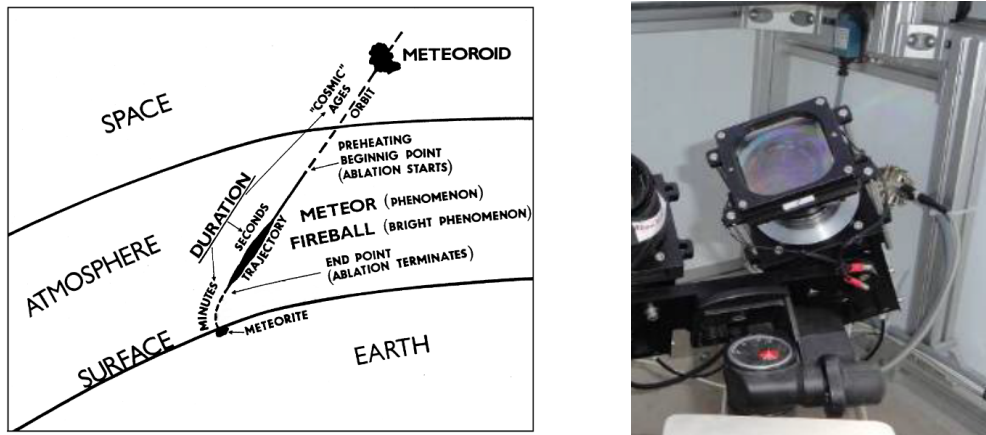 METEOROID
"COSMIC"
AGES
ORBIT
SPACE
PREHEATING
BEGINNIG POINT
(ABLATION STARTS)
METEOR (PHENOMENON)
FIREBALL (BRIGHT PHENOMENON)
DURATION
SECONDS
TRAJECTORY
ATMOSPHERE
END POINT
(ABLATION TERMINATES)
MINUTES
METEORITE
SURFACE
EARTH